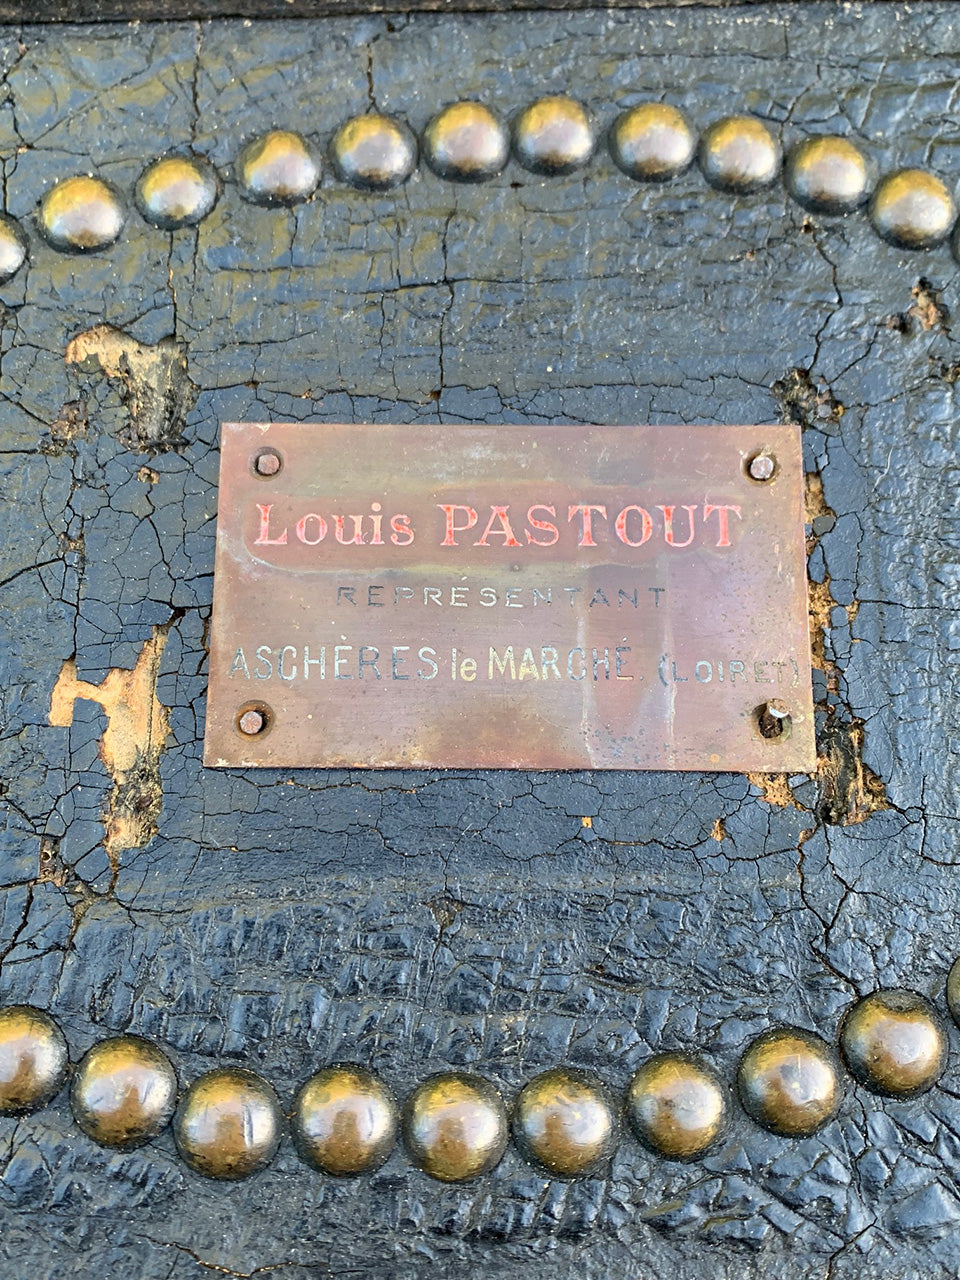 Louis PASTOUT
REPRÉSENTANT
ASCHÈRES le MARCHÉ. (LOIRET)